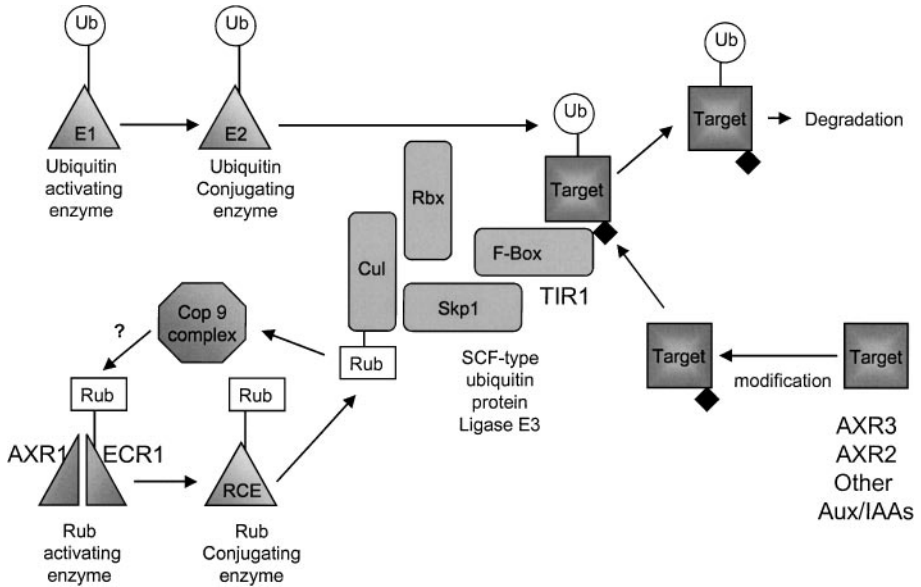 Ub
Ub
Ub
Ub
E1
E2
Target
Target
Degradation
Ubiquitin
activating
enzyme
Ubiquitin
Conjugating
enzyme
Rbx
Cul
F-Box
TIR1
Skp1
SCF-type
ubiquitin
protein
Ligase E3
Cop 9
complex
?
Rub
Rub
Rub
AXR1
ECR1
RCE
Rub
activating
enzyme
Rub
Conjugating
enzyme
Target
modification
Target
AXR3
AXR2
Other
Aux/IAAs